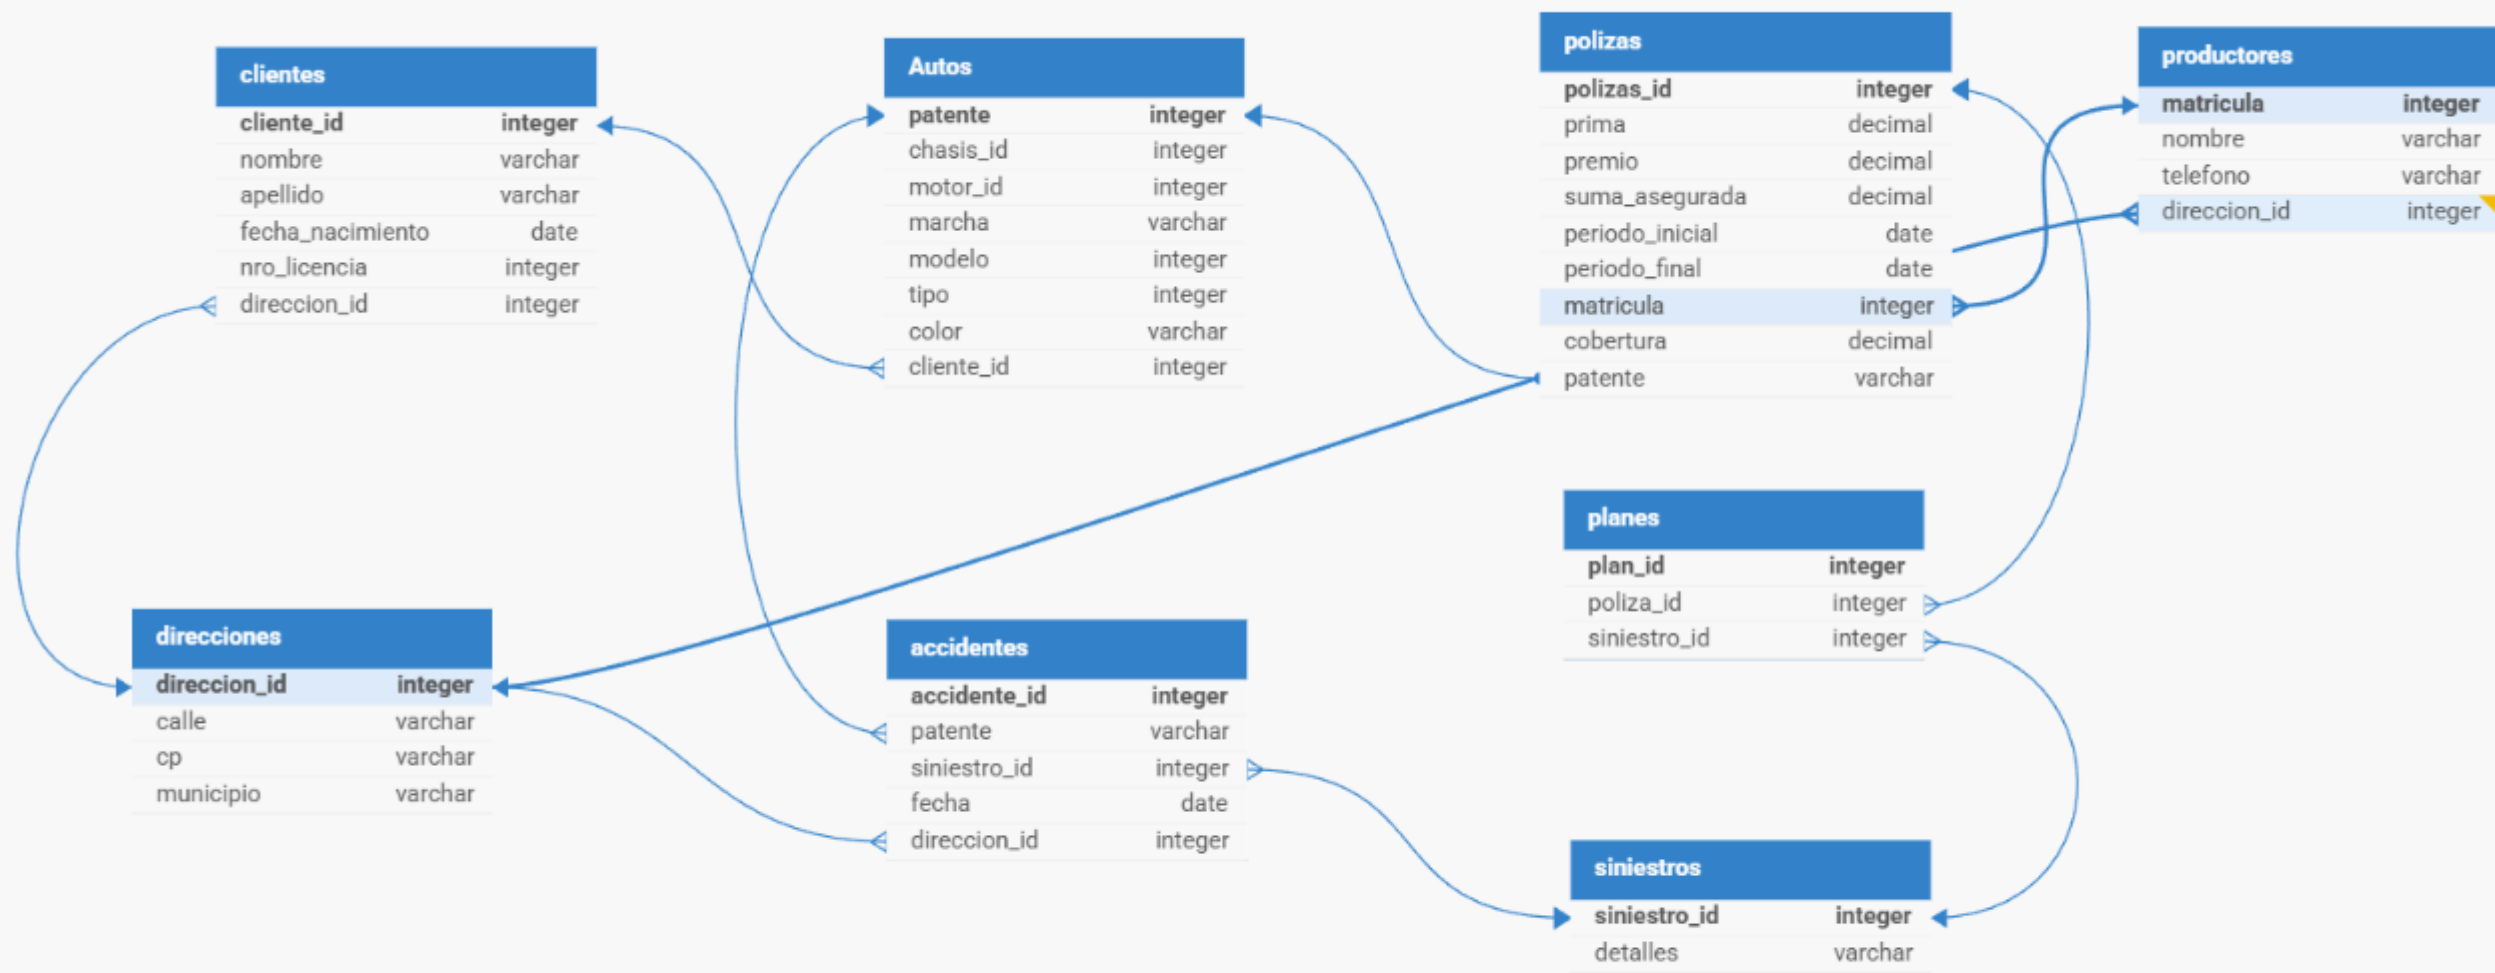 clientes
cliente_id integer
nombre varchar
apellido varchar
fecha_nacimiento date
nro_licencia integer
direccion_id integer
Autos
patente integer
chasis_id integer
motor_id integer
marcha varchar
modelo integer
tipo integer
color varchar
cliente_id integer
polizas
polizas_id integer
prima decimal
premio decimal
suma_asegurada decimal
periodo_inicial date
periodo_final date
matricula integer
cobertura decimal
patente varchar
productores
matricula integer
nombre varchar
telefono varchar
direccion_id integer
direcciones
direccion_id integer
calle varchar
cp varchar
municipio varchar
accidentes
accidente_id integer
patente varchar
siniestro_id integer
fecha date
direccion_id integer
planes
plan_id integer
poliza_id integer
siniestro_id integer
siniestros
siniestro_id integer
detalles varchar